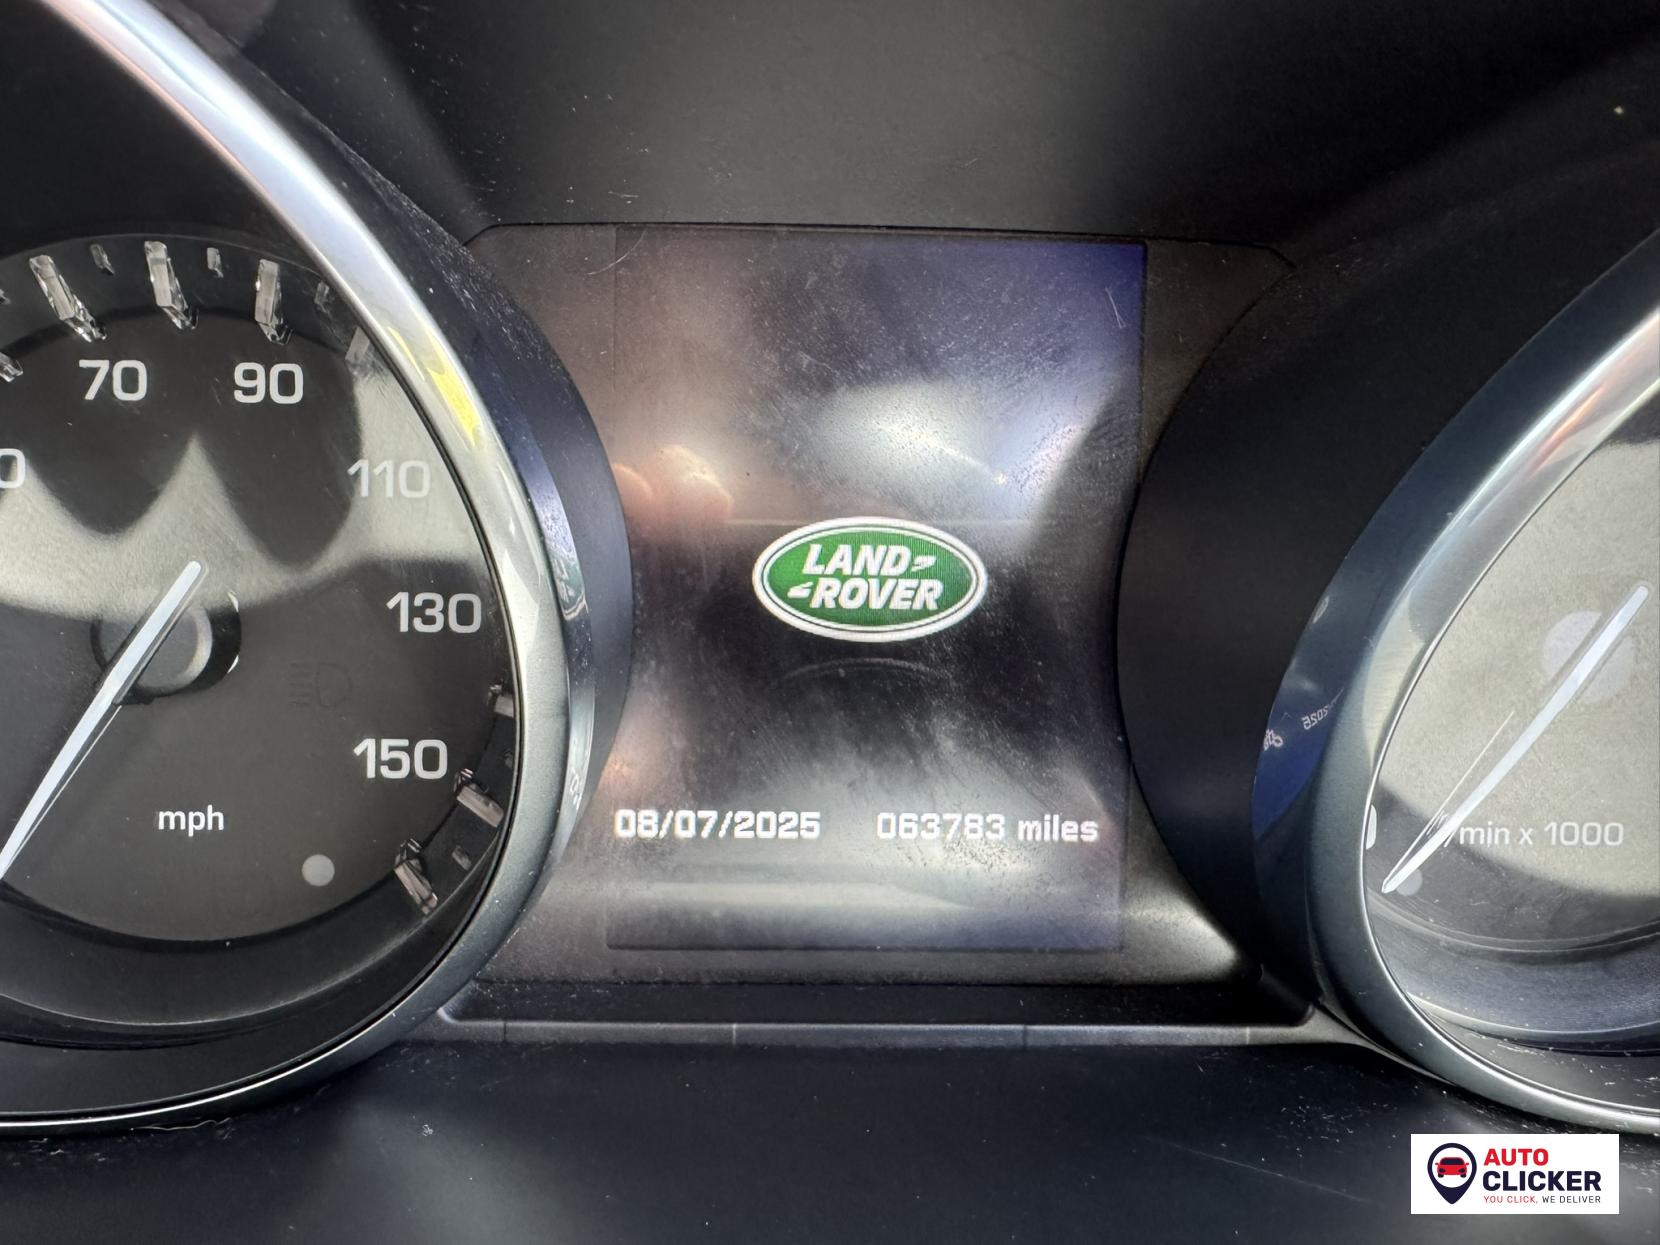 70
90
110
130
150
mph
LAND
ROVER
08/07/2025 063783 miles
min x 1000
AUTO
CLICKER
YOU CLICK, WE DELIVER